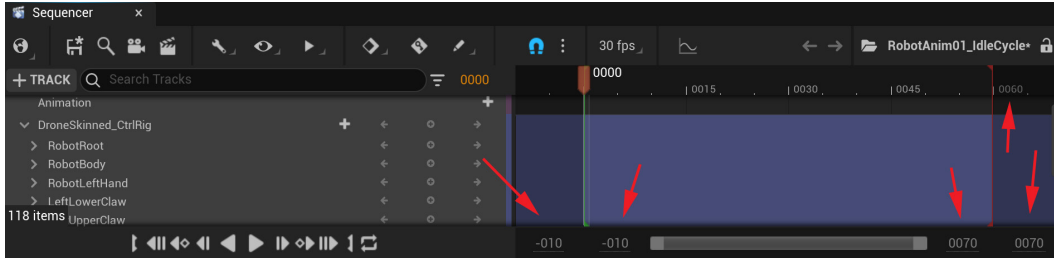 Sequencer ×
30 fps RobotAnim01_IdleCycle*
+ TRACK Search Tracks 0000 0000
0015 0030 0045 0060
Animation
DroneSkinned_CtrlRig
RobotRoot
RobotBody
RobotLeftHand
LeftLowerClaw
118 items UpperClaw
-010 -010 0070 0070